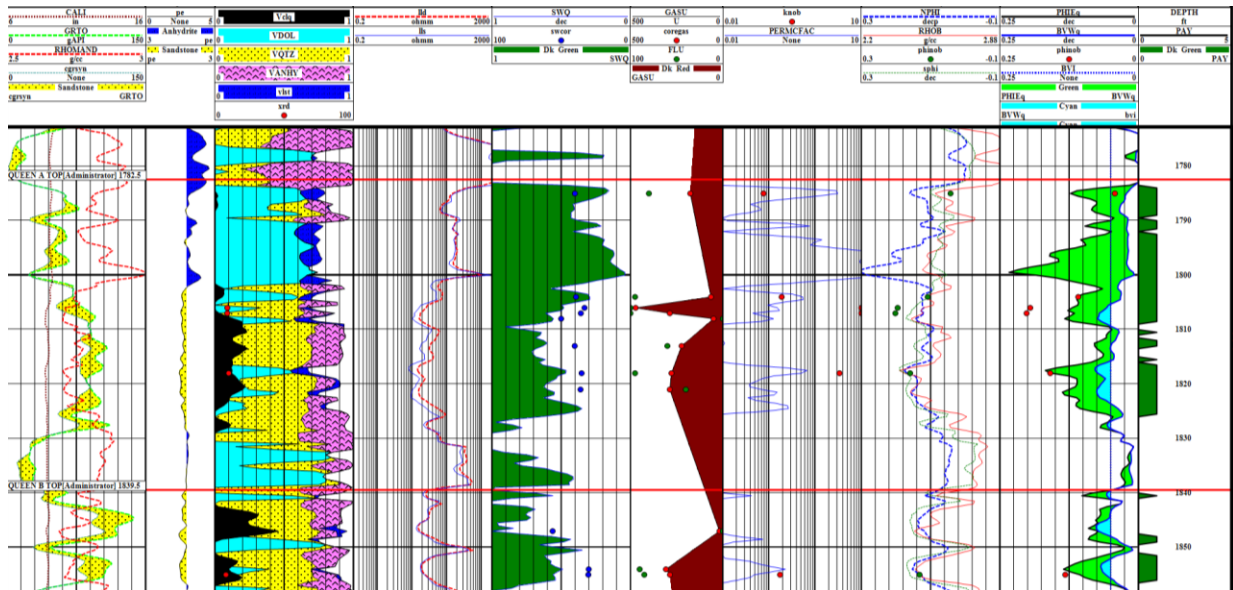 CALI
6 in 16
GRTO
0 gAPI 150
RHOMAND
2.5 g/cc 3
cgrsyn
0 None 150
Sandstone
cgrsyn GRTO
pe
3 None 5
Anhydrite
Sandstone
pe
Vclq
0 1
VDOL
0 1
VQTZ
0 1
VANHY
0 1
vlst
0 1
xrd
0 100
lld
0.2 ohmm 2000
lls
0.2 ohmm 2000
SWQ
1 dec 0
swcor
100 0
Dk Green
1 SWQ
GASU
500 U 0
coregas
500 0
FLU
100 0
Dk Red
GASU 0
knob
0.01 10
PERMCFAC
0.01 None 10
NPHI
0.3 decp -0.1
RHOB
2.2 g/cc 2.88
phinob
0.3 -0.1
sphi
0.3 dec -0.1
PHIEq
0.25 dec 0
BVWq
0.25 dec 0
phinob
0.25 0
BVI
0.25 None 0
Green
PHIEq BVWq
Cyan
BVWq bvi
DEPTH
ft
PAY
0 5
Dk Green
0 PAY
1780
QUEEN A TOP[Administrator] 1782.5
1790
1800
1810
1820
1830
QUEEN B TOP[Administrator] 1839.5
1840
1850